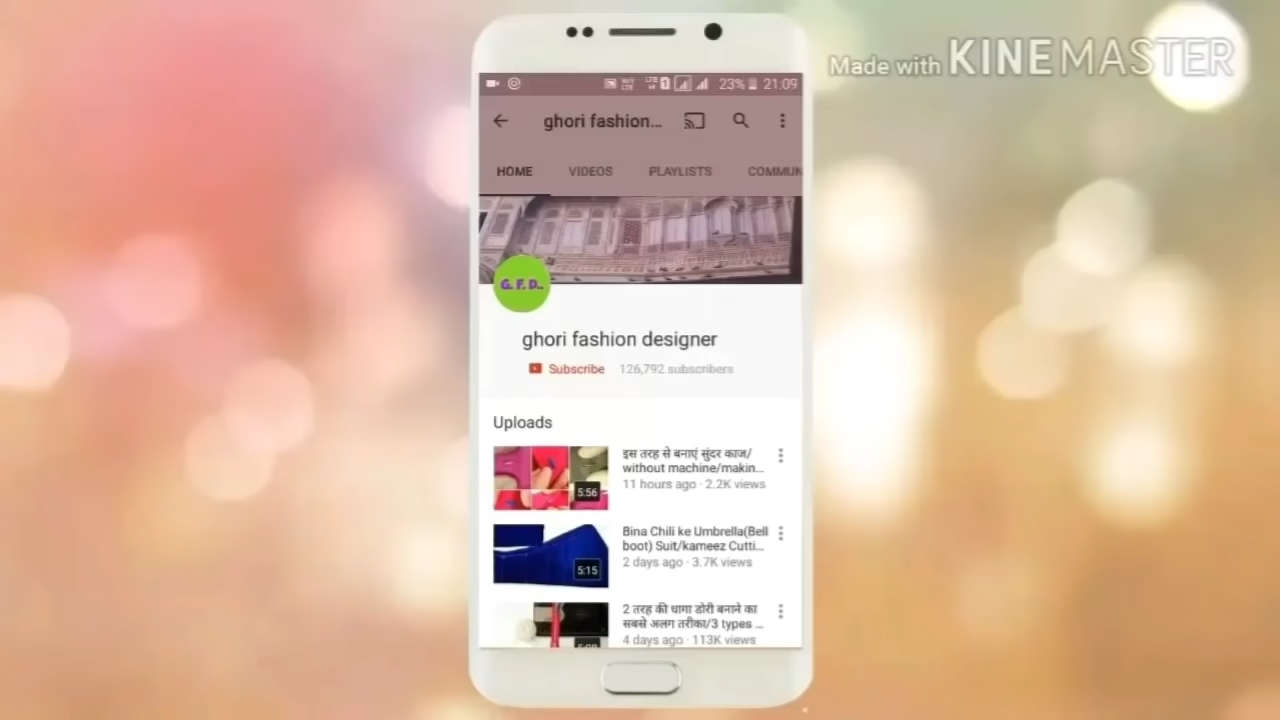 Made with KINEMASTER
23% 21:09
ghori fashion...
HOME VIDEOS PLAYLISTS COMMUN
G. F. D..
ghori fashion designer
Subscribe 126,792 subscribers
Uploads
इस तरह से बनाएं सुंदर काज/
without machine/makin...
11 hours ago · 2.2K views
5:56
Bina Chili ke Umbrella(Bell
boot) Suit/kameez Cutti...
2 days ago · 3.7K views
5:15
2 तरह की धागा डोरी बनाने का
सबसे अलग तरीका/3 types ...
4 days ago · 113K views